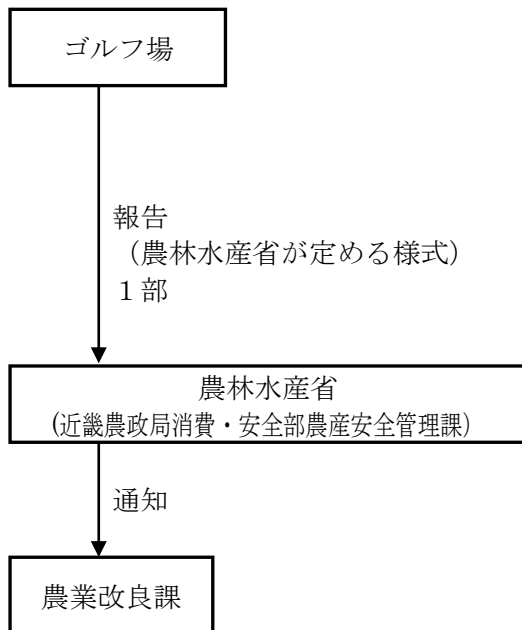 ゴルフ場
報告
（農林水産省が定める様式）
１部
農林水産省
(近畿農政局消費・安全部農産安全管理課）
通知
農業改良課